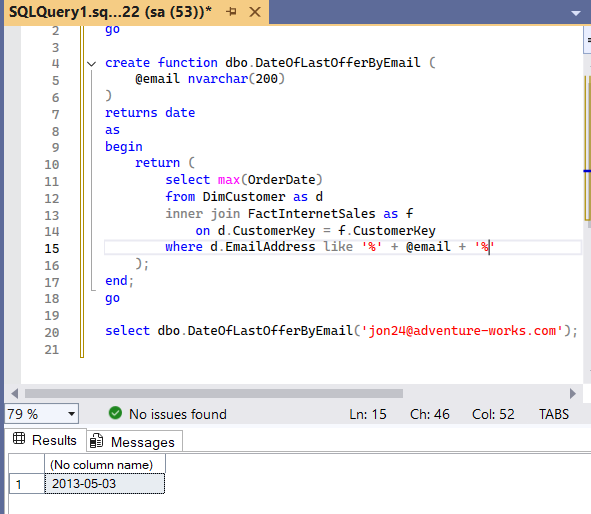 SQLQuery1.sq...22 (sa (53))*
2 go
3
4 create function dbo.DateOfLastOfferByEmail (
5 @email nvarchar(200)
6 )
7 returns date
8 as
9 begin
10 return (
11 select max(OrderDate)
12 from DimCustomer as d
13 inner join FactInternetSales as f
14 on d.CustomerKey = f.CustomerKey
15 where d.EmailAddress like '%' + @email + '%'
16 );
17 end;
18 go
19
20 select dbo.DateOfLastOfferByEmail('jon24@adventure-works.com');
21
79 % No issues found Ln: 15 Ch: 46 Col: 52 TABS
Results Messages
(No column name)
1 2013-05-03